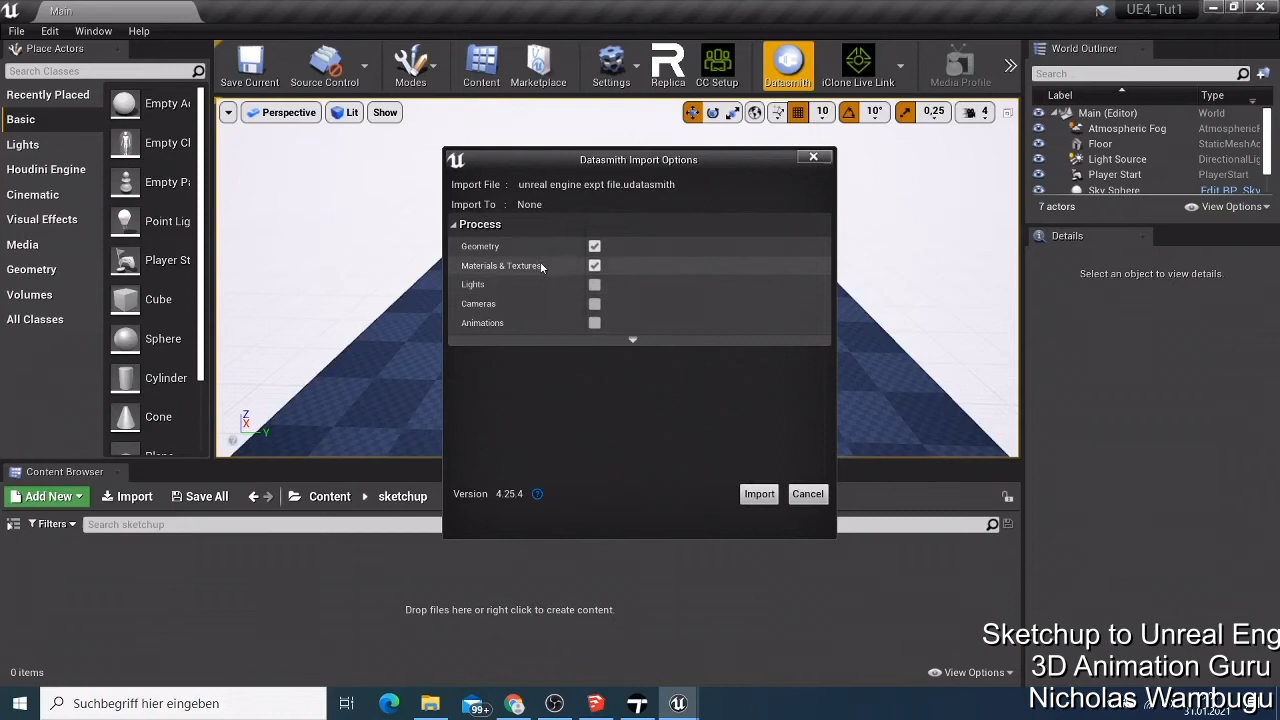 Main
UE4_Tut1
File Edit Window Help
Place Actors
Search Classes
Recently Placed
Basic
Lights
Houdini Engine
Cinematic
Visual Effects
Media
Geometry
Volumes
All Classes
Empty
Empty
Empty
Point
Player
Cube
Sphere
Cylinder
Cone
Save Current
Source Control
Modes
Content
Marketplace
Settings
Replica
CC Setup
Datasmith
iClone Live Link
Media Profile
Perspective Lit Show
10 10° 0,25 4
Z
X
Y
Datasmith Import Options
Import File : unreal engine expt file.udatasmith
Import To : None
Process
Geometry
Materials & Textures
Lights
Cameras
Animations
Version 4.25.4 ?
Import Cancel
World Outliner
Search
Label Type
Main (Editor) World
Atmospheric Fog Atmospheric
Floor StaticMeshAc
Light Source DirectionalLig
Player Start PlayerStart
Sky Sphere Edit BP_Sky
7 actors View Options
Details
Select an object to view details.
Content Browser
Add New Import Save All Content sketchup
Filters Search sketchup
Drop files here or right click to create content.
0 items View Options
Sketchup to Unreal Eng
3D Animation Guru
Nicholas Wambugu
Suchbegriff hier eingeben
99+
31.01.2021